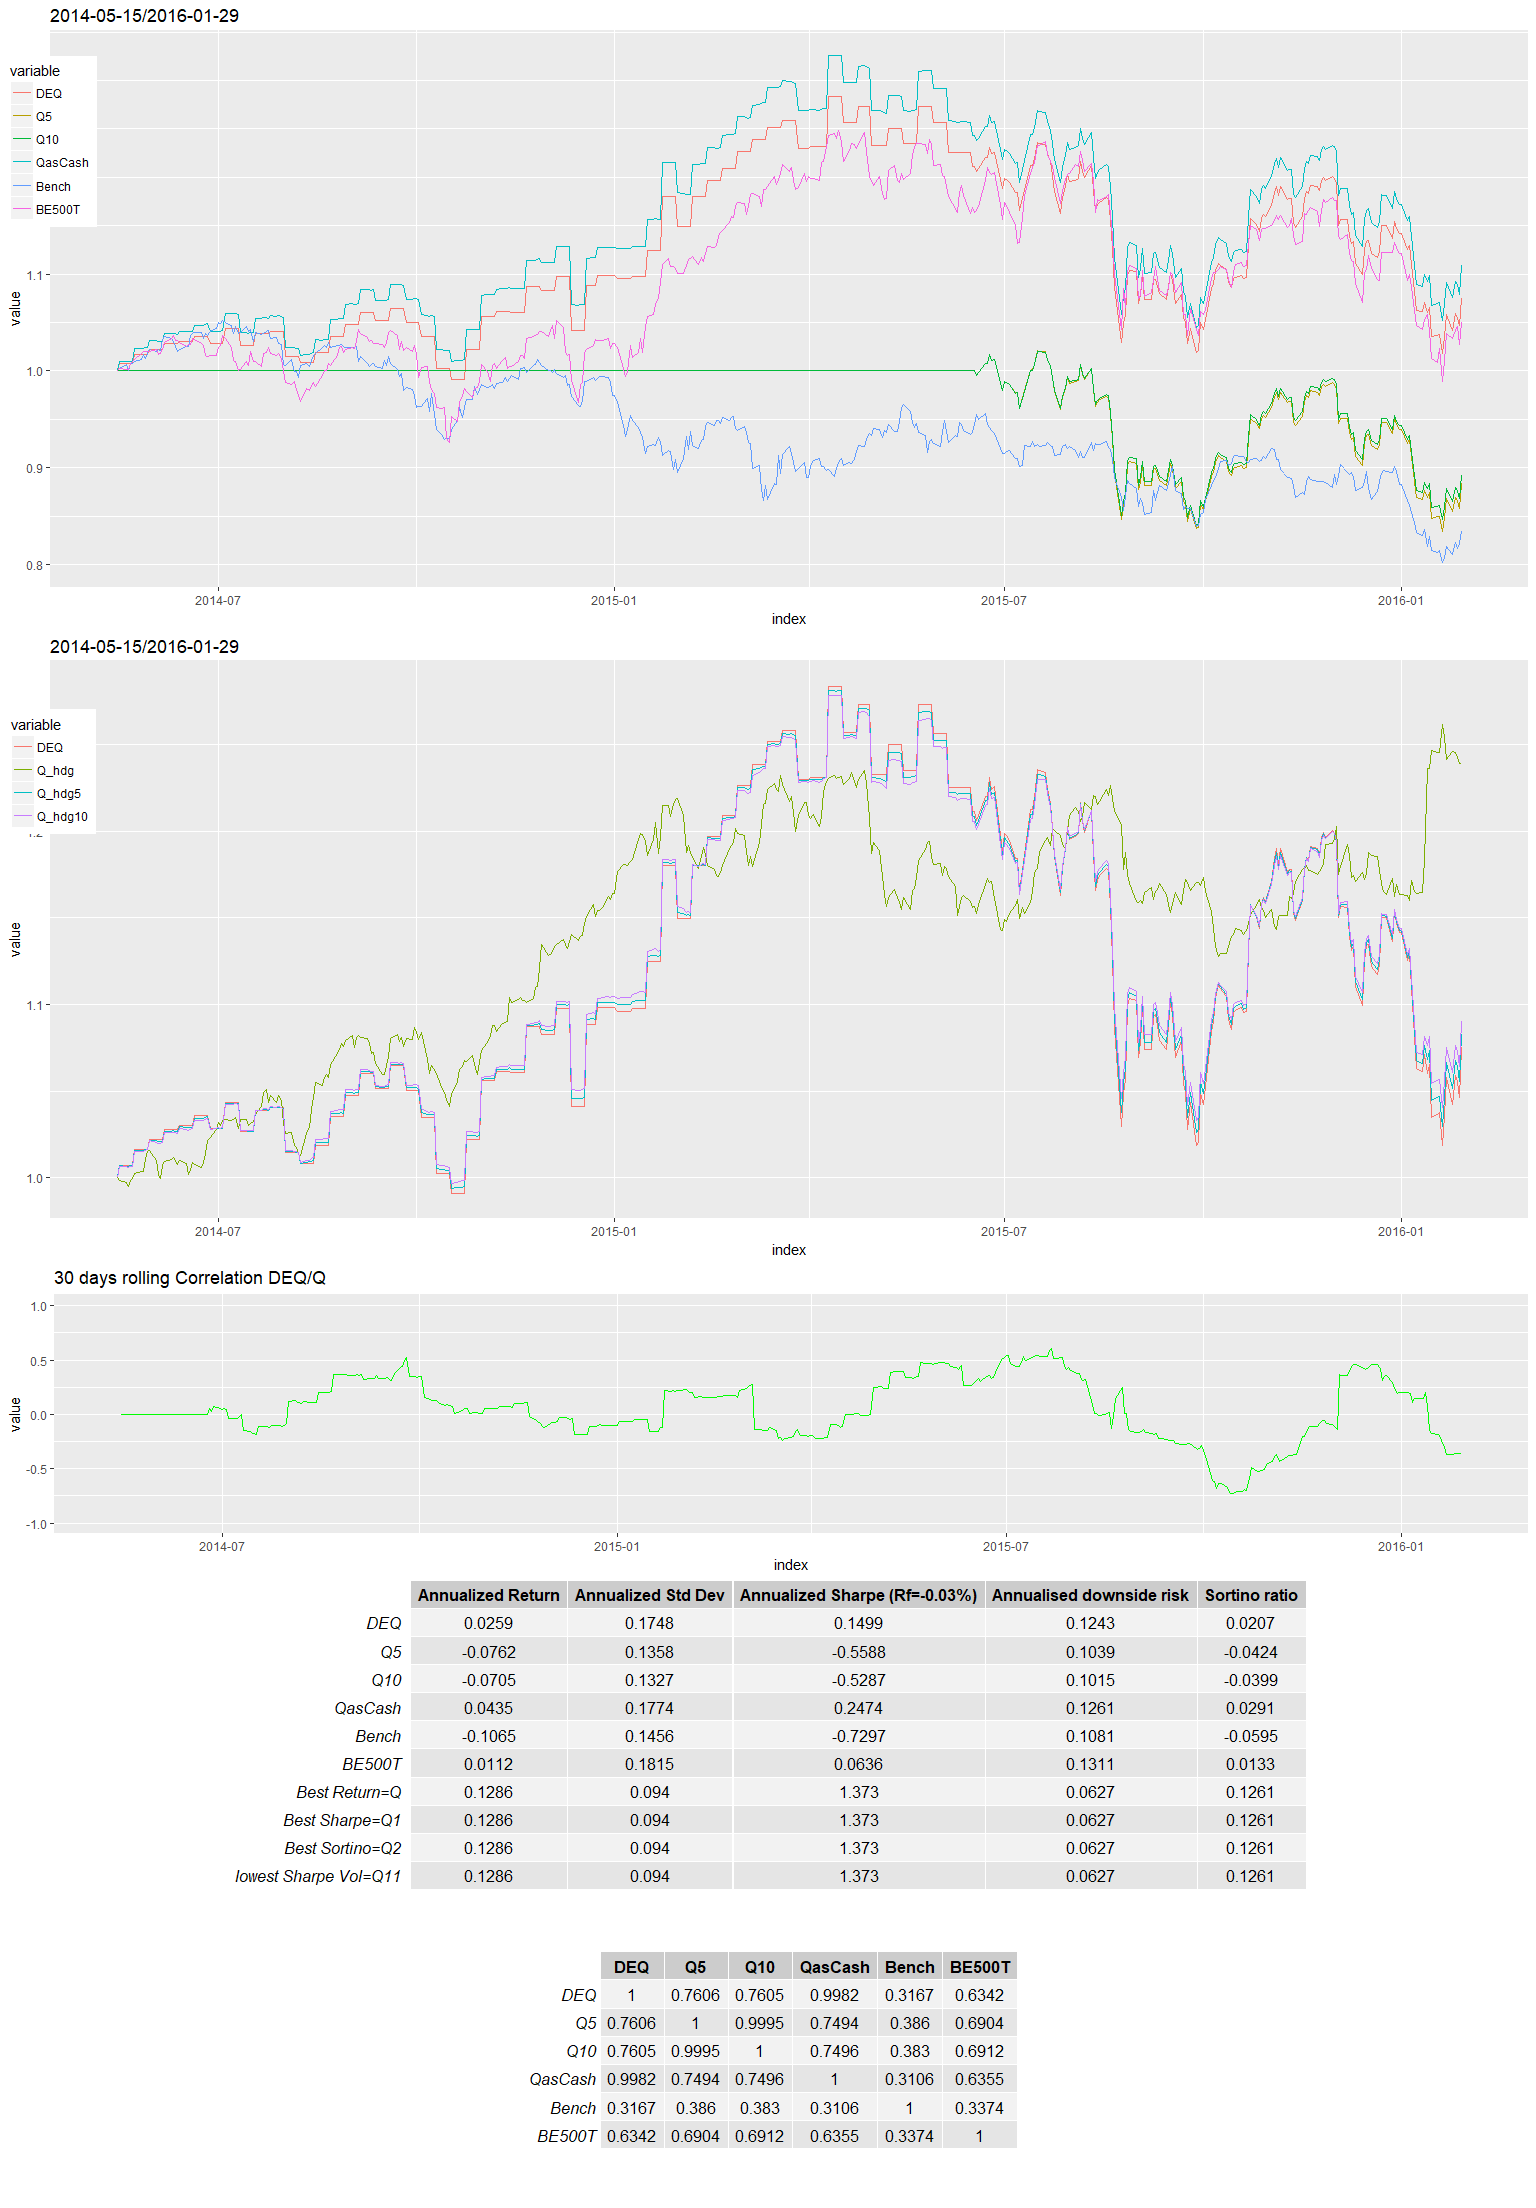 2014-05-15/2016-01-29
variable
DEQ
Q5
Q10
QasCash
Bench
BE500T
value
1.1
1.0
0.9
0.8
2014-07 2015-01 2015-07 2016-01
index
2014-05-15/2016-01-29
variable
DEQ
Q_hdg
Q_hdg5
Q_hdg10
value
1.1
1.0
2014-07 2015-01 2015-07 2016-01
index
30 days rolling Correlation DEQ/Q
value
1.0
0.5
0.0
-0.5
-1.0
2014-07 2015-01 2015-07 2016-01
index
Annualized Return Annualized Std Dev Annualized Sharpe (Rf=-0.03%) Annualised downside risk Sortino ratio
DEQ 0.0259 0.1748 0.1499 0.1243 0.0207
Q5 -0.0762 0.1358 -0.5588 0.1039 -0.0424
Q10 -0.0705 0.1327 -0.5287 0.1015 -0.0399
QasCash 0.0435 0.1774 0.2474 0.1261 0.0291
Bench -0.1065 0.1456 -0.7297 0.1081 -0.0595
BE500T 0.0112 0.1815 0.0636 0.1311 0.0133
Best Return=Q 0.1286 0.094 1.373 0.0627 0.1261
Best Sharpe=Q1 0.1286 0.094 1.373 0.0627 0.1261
Best Sortino=Q2 0.1286 0.094 1.373 0.0627 0.1261
lowest Sharpe Vol=Q11 0.1286 0.094 1.373 0.0627 0.1261
DEQ Q5 Q10 QasCash Bench BE500T
DEQ 1 0.7606 0.7605 0.9982 0.3167 0.6342
Q5 0.7606 1 0.9995 0.7494 0.386 0.6904
Q10 0.7605 0.9995 1 0.7496 0.383 0.6912
QasCash 0.9982 0.7494 0.7496 1 0.3106 0.6355
Bench 0.3167 0.386 0.383 0.3106 1 0.3374
BE500T 0.6342 0.6904 0.6912 0.6355 0.3374 1